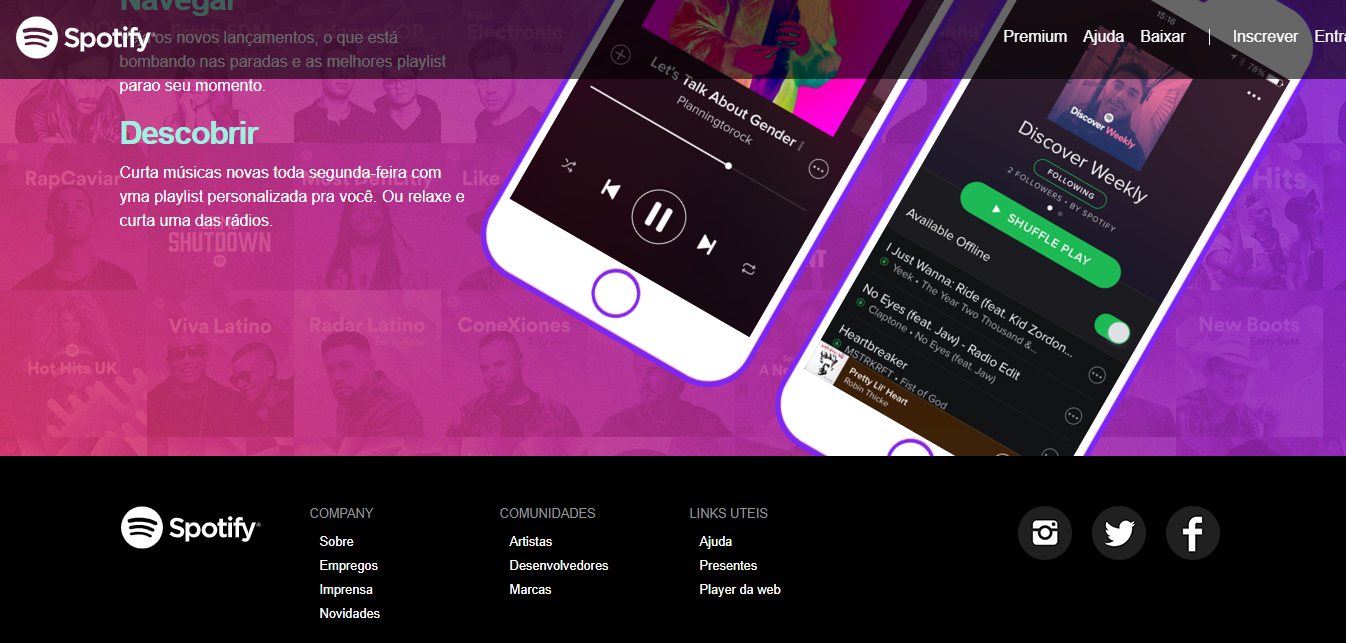 Navegar
Spotify
Premium Ajuda Baixar | Inscrever Entra
os novos lançamentos, o que está
bombando nas paradas e as melhores playlist
parao seu momento.
Descobrir
Curta músicas novas toda segunda-feira com
yma playlist personalizada pra você. Ou relaxe e
curta uma das rádios.
Electronic
RapCaviar
Like
Hits
SHUTDOWN
Viva Latino
Radar Latino
ConeXiones
Hot Hits UK
New Boots
Let's Talk About Gender
Planningtorock
15:16
78%
Discover Weekly
Discover Weekly
FOLLOWING
2 FOLLOWERS • BY SPOTIFY
SHUFFLE PLAY
Available Offline
I Just Wanna: Ride (feat. Kid Zordon...
Yeek • The Year Two Thousand &...
No Eyes (feat. Jaw) - Radio Edit
Claptone • No Eyes (feat. Jaw)
Heartbreaker
MSTRKRFT • Fist of God
Pretty Lil' Heart
Robin Thicke
Spotify®
COMPANY
Sobre
Empregos
Imprensa
Novidades
COMUNIDADES
Artistas
Desenvolvedores
Marcas
LINKS UTEIS
Ajuda
Presentes
Player da web